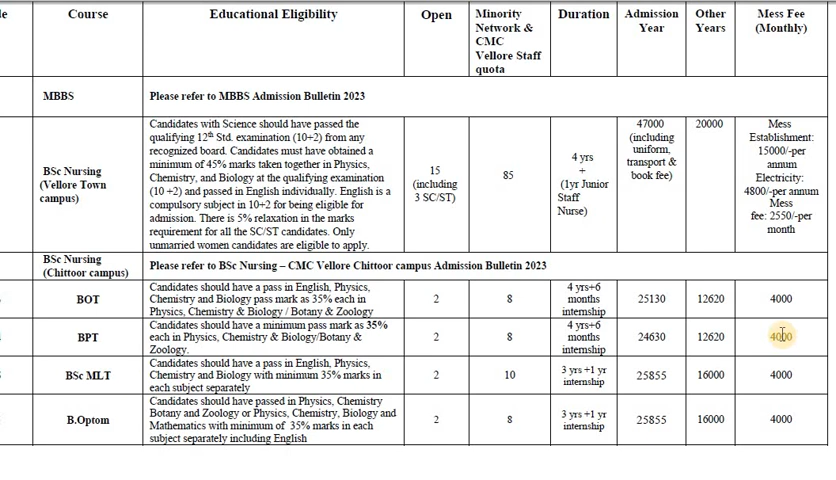 Course Educational Eligibility Open Minority Network & CMC Vellore Staff quota Duration Admission Year Other Years Mess Fee (Monthly)
MBBS Please refer to MBBS Admission Bulletin 2023
BSc Nursing (Vellore Town campus)
Candidates with Science should have passed the
qualifying 12th Std. examination (10+2) from any
recognized board. Candidates must have obtained a
minimum of 45% marks taken together in Physics,
Chemistry, and Biology at the qualifying examination
(10 +2) and passed in English individually. English is a
compulsory subject in 10+2 for being eligible for
admission. There is 5% relaxation in the marks
requirement for all the SC/ST candidates. Only
unmarried women candidates are eligible to apply.
15
(including
3 SC/ST)
85
4 yrs
+
(1yr Junior
Staff
Nurse)
47000
(including
uniform,
transport &
book fee)
20000
Mess
Establishment:
15000/-per
annum
Electricity:
4800/-per annum
Mess
fee: 2550/-per
month
BSc Nursing
(Chittoor campus)
Please refer to BSc Nursing – CMC Vellore Chittoor campus Admission Bulletin 2023
BOT
Candidates should have a pass in English, Physics,
Chemistry and Biology pass mark as 35% each in
Physics, Chemistry & Biology / Botany & Zoology
2
8
4 yrs+6
months
internship
25130
12620
4000
BPT
Candidates should have a minimum pass mark as 35%
each in Physics, Chemistry & Biology/Botany &
Zoology.
2
8
4 yrs+6
months
internship
24630
12620
4000
BSc MLT
Candidates should have a pass in English, Physics,
Chemistry and Biology with minimum 35% marks in
each subject separately
2
10
3 yrs +1 yr
internship
25855
16000
4000
B.Optom
Candidates should have passed in Physics, Chemistry
Botany and Zoology or Physics, Chemistry, Biology and
Mathematics with minimum of 35% marks in each
subject separately including English
2
8
3 yrs +1 yr
internship
25855
16000
4000